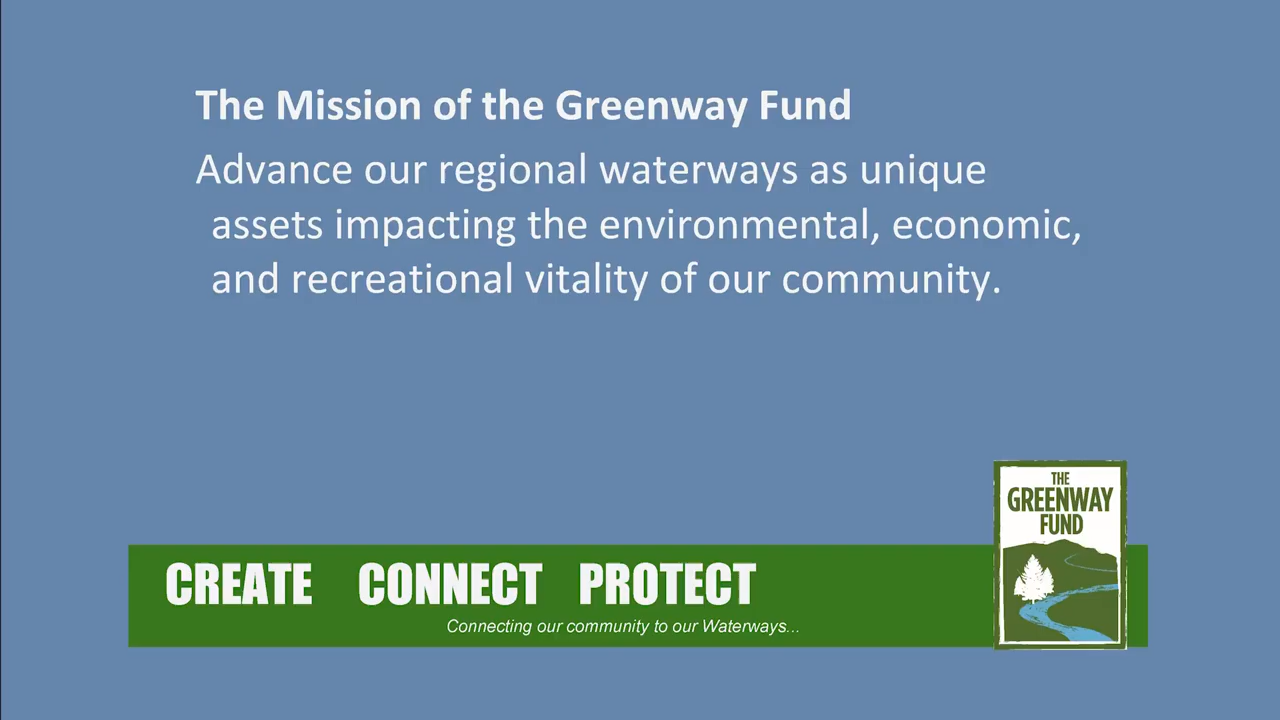 The Mission of the Greenway Fund
Advance our regional waterways as unique
assets impacting the environmental, economic,
and recreational vitality of our community.
THE
GREENWAY
FUND
CREATE CONNECT PROTECT
Connecting our community to our Waterways...